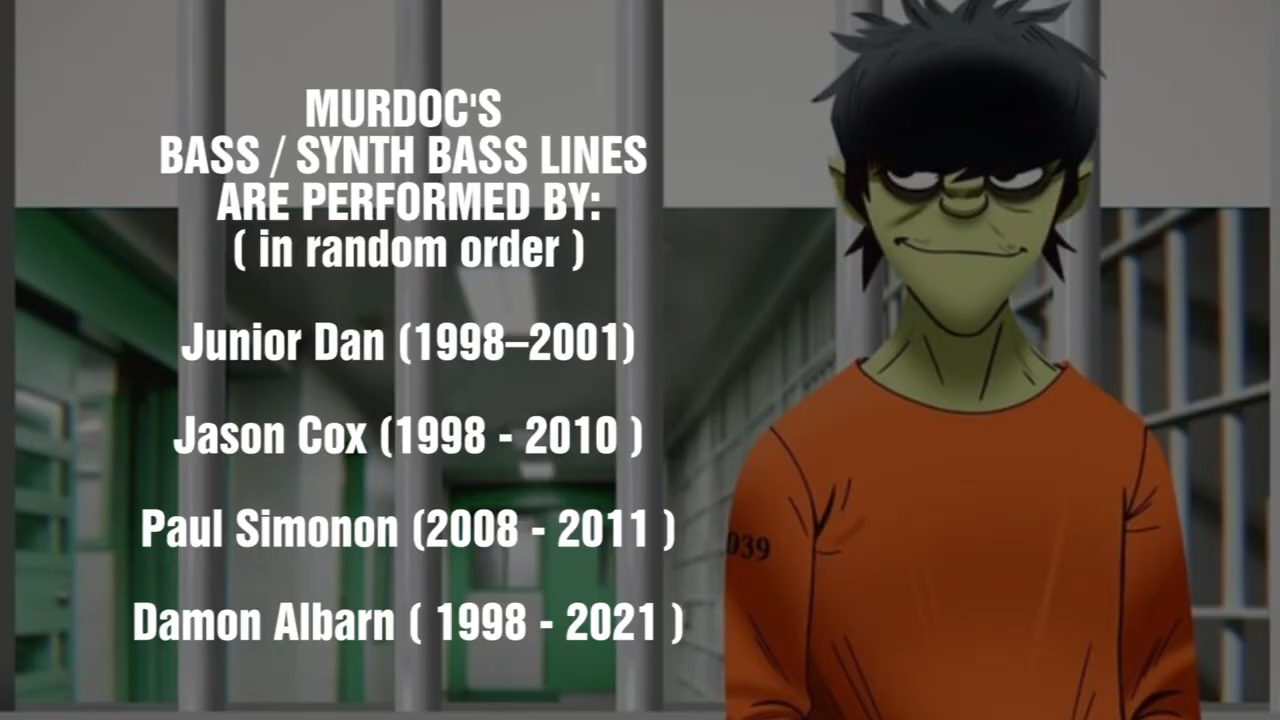 MURDOC'S
BASS / SYNTH BASS LINES
ARE PERFORMED BY:
( in random order )
Junior Dan (1998–2001)
Jason Cox (1998 - 2010 )
Paul Simonon (2008 - 2011 )
Damon Albarn ( 1998 - 2021 )
039